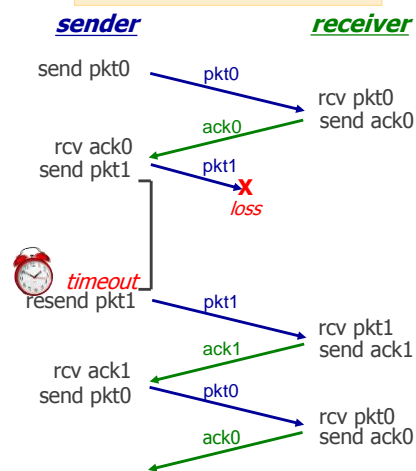 sender receiver
send pkt0
pkt0
rcv pkt0
send ack0
ack0
rcv ack0
send pkt1
pkt1
X
loss
timeout
resend pkt1
pkt1
rcv pkt1
send ack1
ack1
rcv ack1
send pkt0
pkt0
rcv pkt0
send ack0
ack0